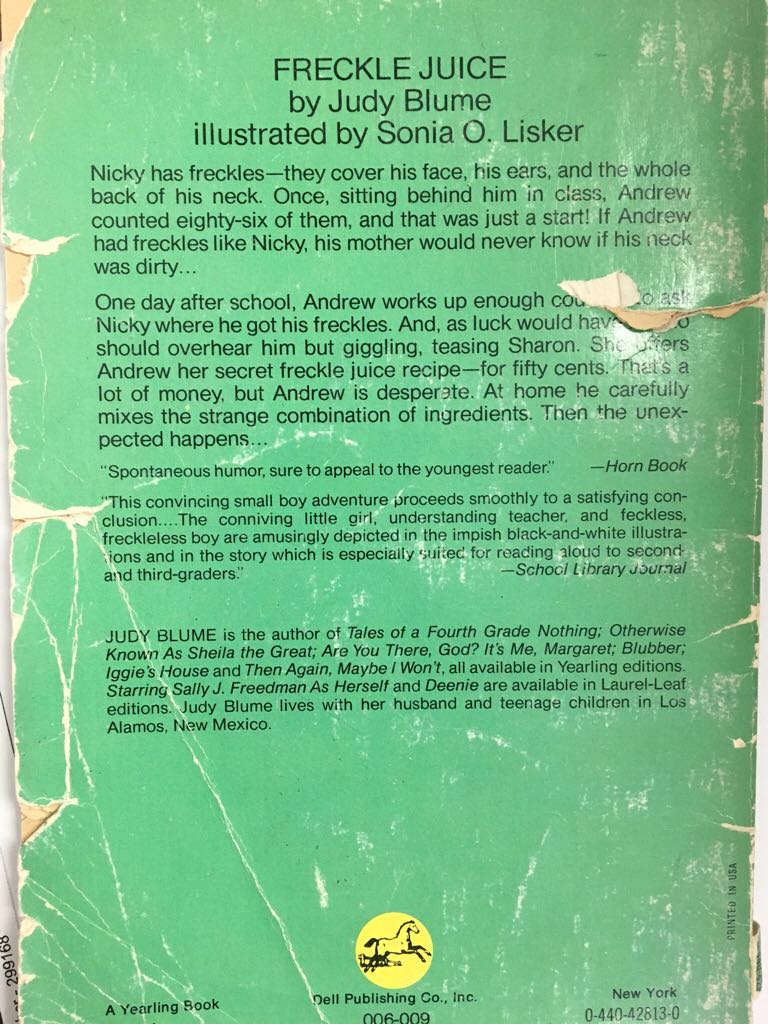 FRECKLE JUICE
by Judy Blume
illustrated by Sonia O. Lisker
Nicky has freckles—they cover his face, his ears, and the whole
back of his neck. Once, sitting behind him in class, Andrew
counted eighty-six of them, and that was just a start! If Andrew
had freckles like Nicky, his mother would never know if his neck
was dirty...
One day after school, Andrew works up enough to ask
Nicky where he got his freckles. And, as luck would have
should overhear him but giggling, teasing Sharon. She offers
Andrew her secret freckle juice recipe—for fifty cents. That's a
lot of money, but Andrew is desperate. At home he carefully
mixes the strange combination of ingredients. Then the unex-
pected happens...
"Spontaneous humor, sure to appeal to the youngest reader." —Horn Book
"This convincing small boy adventure proceeds smoothly to a satisfying con-
clusion....The conniving little girl, understanding teacher, and feckless,
freckleless boy are amusingly depicted in the impish black-and-white illustra-
tions and in the story which is especially suited for reading aloud to second-
and third-graders." —School Library Journal
JUDY BLUME is the author of Tales of a Fourth Grade Nothing; Otherwise
Known As Sheila the Great; Are You There, God? It's Me, Margaret; Blubber;
Iggie's House and Then Again, Maybe I Won't, all available in Yearling editions.
Starring Sally J. Freedman As Herself and Deenie are available in Laurel-Leaf
editions. Judy Blume lives with her husband and teenage children in Los
Alamos, New Mexico.
PRINTED IN USA
299168
A Yearling Book
Dell Publishing Co., Inc.
006-009
New York
0-440-42813-0